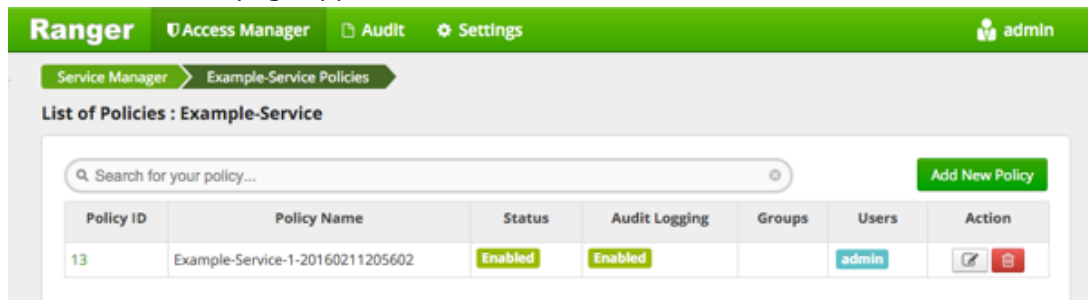 Ranger Access Manager Audit Settings admin
Service Manager Example-Service Policies
List of Policies : Example-Service
Search for your policy... Add New Policy
Policy ID Policy Name Status Audit Logging Groups Users Action
13 Example-Service-1-20160211205602 Enabled Enabled admin